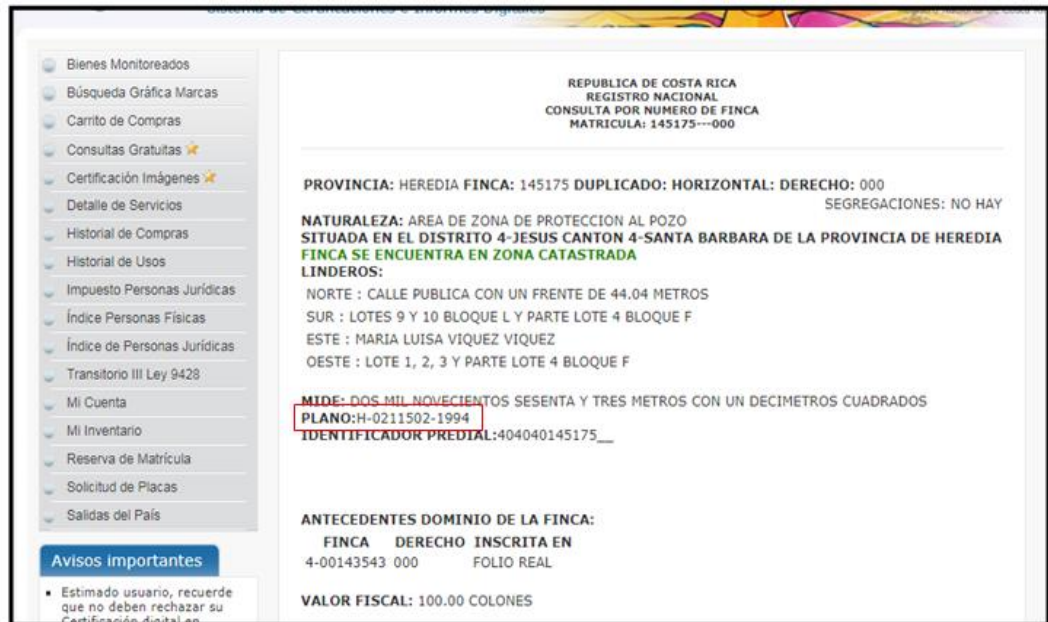 Sistema de Certificaciones e Informes Digitales
Bienes Monitoreados
Búsqueda Gráfica Marcas
Carrito de Compras
Consultas Gratuitas
Certificación Imágenes
Detalle de Servicios
Historial de Compras
Historial de Usos
Impuesto Personas Jurídicas
Índice Personas Físicas
Índice de Personas Jurídicas
Transitorio III Ley 9428
Mi Cuenta
Mi Inventario
Reserva de Matrícula
Solicitud de Placas
Salidas del País
Avisos importantes
Estimado usuario, recuerde
que no deben rechazar su
Certificación digital en
REPUBLICA DE COSTA RICA
REGISTRO NACIONAL
CONSULTA POR NUMERO DE FINCA
MATRICULA: 145175---000
PROVINCIA: HEREDIA FINCA: 145175 DUPLICADO: HORIZONTAL: DERECHO: 000
SEGREGACIONES: NO HAY
NATURALEZA: AREA DE ZONA DE PROTECCION AL POZO
SITUADA EN EL DISTRITO 4-JESUS CANTON 4-SANTA BARBARA DE LA PROVINCIA DE HEREDIA
FINCA SE ENCUENTRA EN ZONA CATASTRADA
LINDEROS:
NORTE : CALLE PUBLICA CON UN FRENTE DE 44.04 METROS
SUR : LOTES 9 Y 10 BLOQUE L Y PARTE LOTE 4 BLOQUE F
ESTE : MARIA LUISA VIQUEZ VIQUEZ
OESTE : LOTE 1, 2, 3 Y PARTE LOTE 4 BLOQUE F
MIDE: DOS MIL NOVECIENTOS SESENTA Y TRES METROS CON UN DECIMETROS CUADRADOS
PLANO:H-0211502-1994
IDENTIFICADOR PREDIAL:404040145175__
ANTECEDENTES DOMINIO DE LA FINCA:
FINCA DERECHO INSCRITA EN
4-00143543 000 FOLIO REAL
VALOR FISCAL: 100.00 COLONES